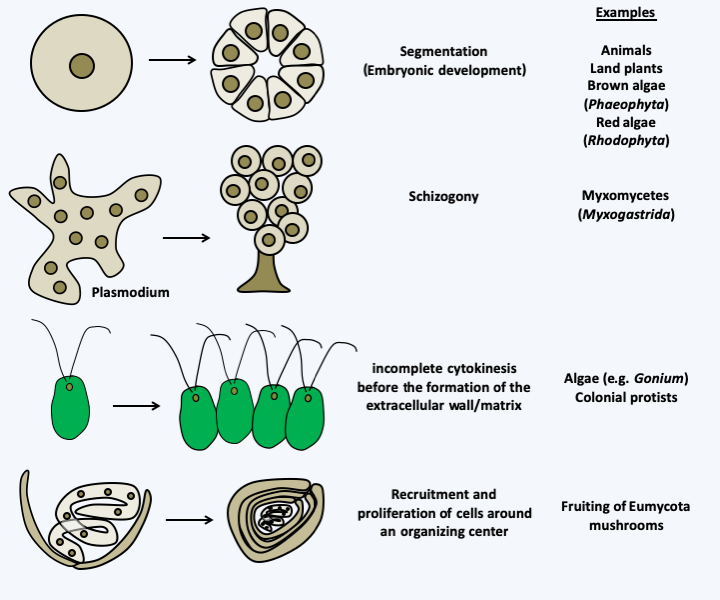 Examples
Segmentation
(Embryonic development)
Animals
Land plants
Brown algae
(Phaeophyta)
Red algae
(Rhodophyta)
Schizogony
Myxomycetes
(Myxogastrida)
Plasmodium
incomplete cytokinesis
before the formation of the
extracellular wall/matrix
Algae (e.g. Gonium)
Colonial protists
Recruitment and
proliferation of cells around
an organizing center
Fruiting of Eumycota
mushrooms